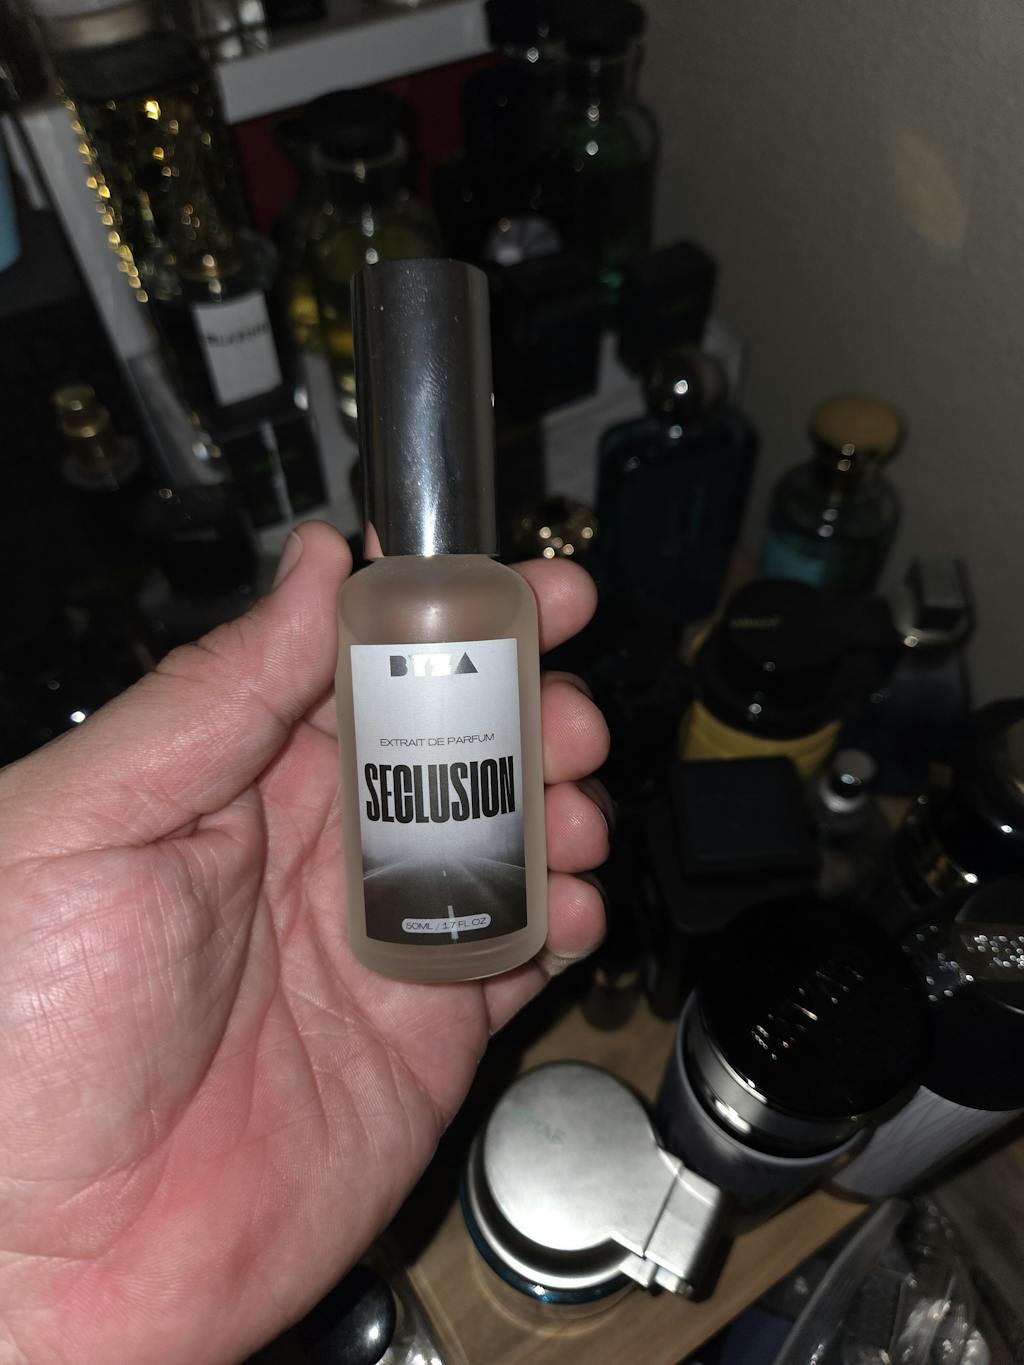 BYZA
EXTRAIT DE PARFUM
SECLUSION
50ML / 1.7 FL OZ